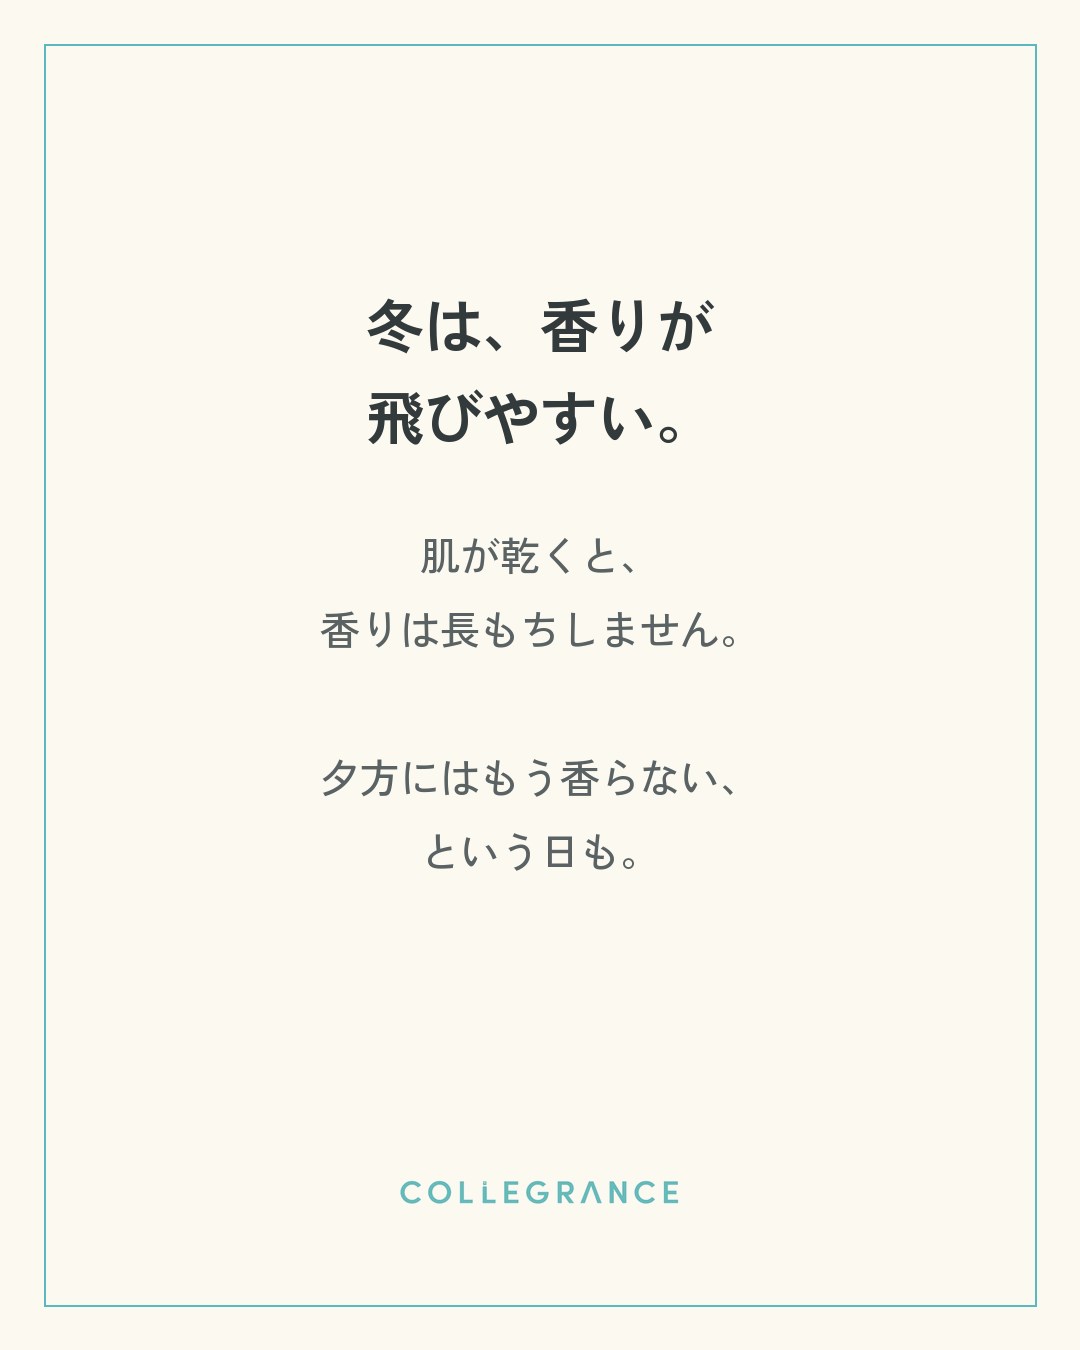 冬は、香りが
飛びやすい。
肌が乾くと、
香りは長もちしません。
夕方にはもう香らない、
という日も。
COLLEGRANCE